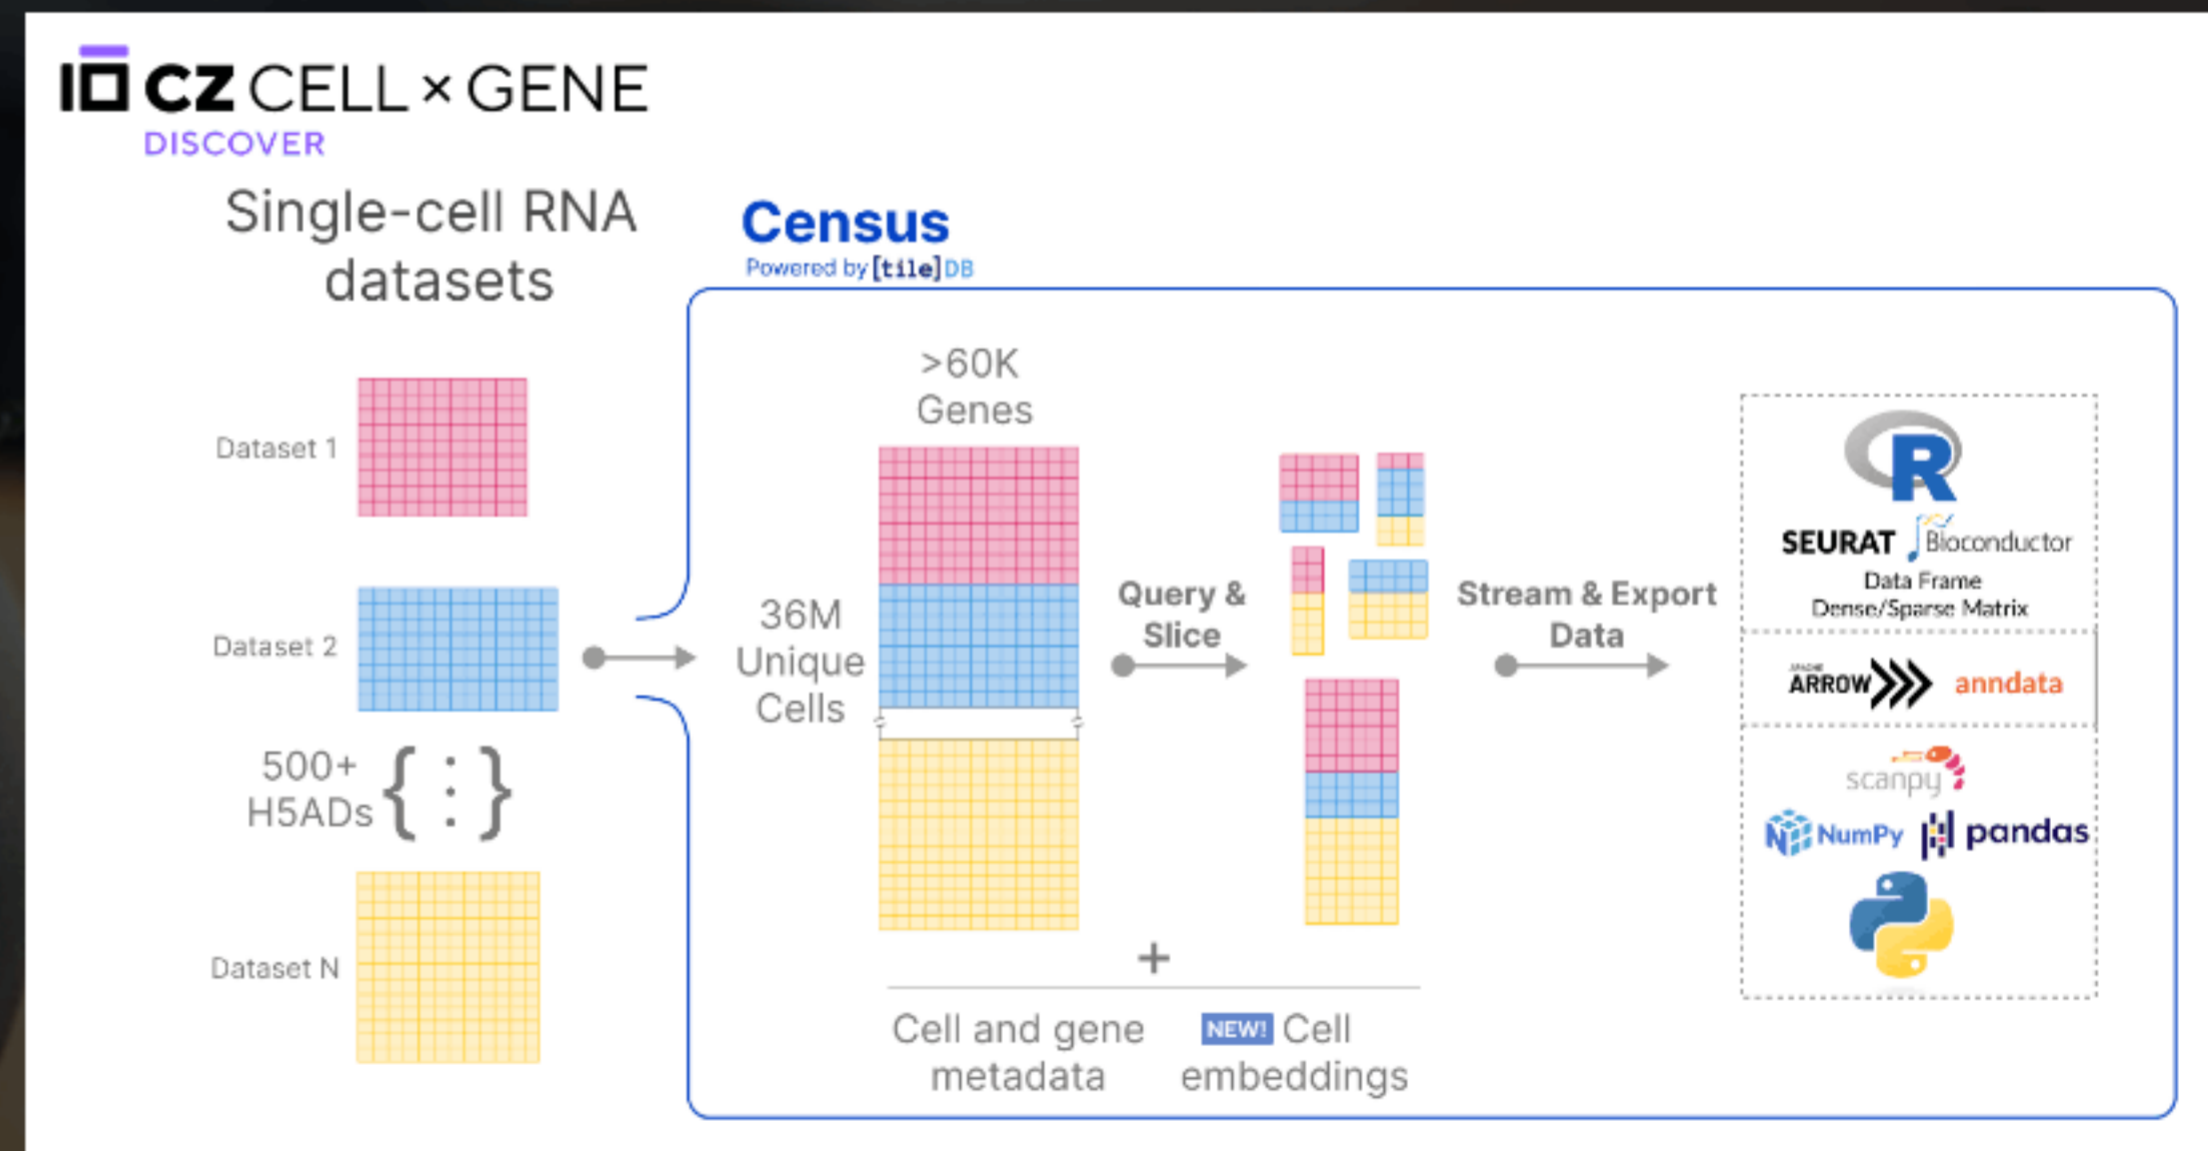 CZ CELL × GENE
DISCOVER
Single-cell RNA
datasets
Dataset 1
Dataset 2
500+
H5ADs { ⋮ }
Dataset N
Census
Powered by [tile]DB
>60K
Genes
36M
Unique
Cells
Query &
Slice
Stream & Export
Data
+
Cell and gene
metadata
NEW! Cell
embeddings
R
SEURAT Bioconductor
Data Frame
Dense/Sparse Matrix
APACHE
ARROW anndata
scanpy
NumPy pandas